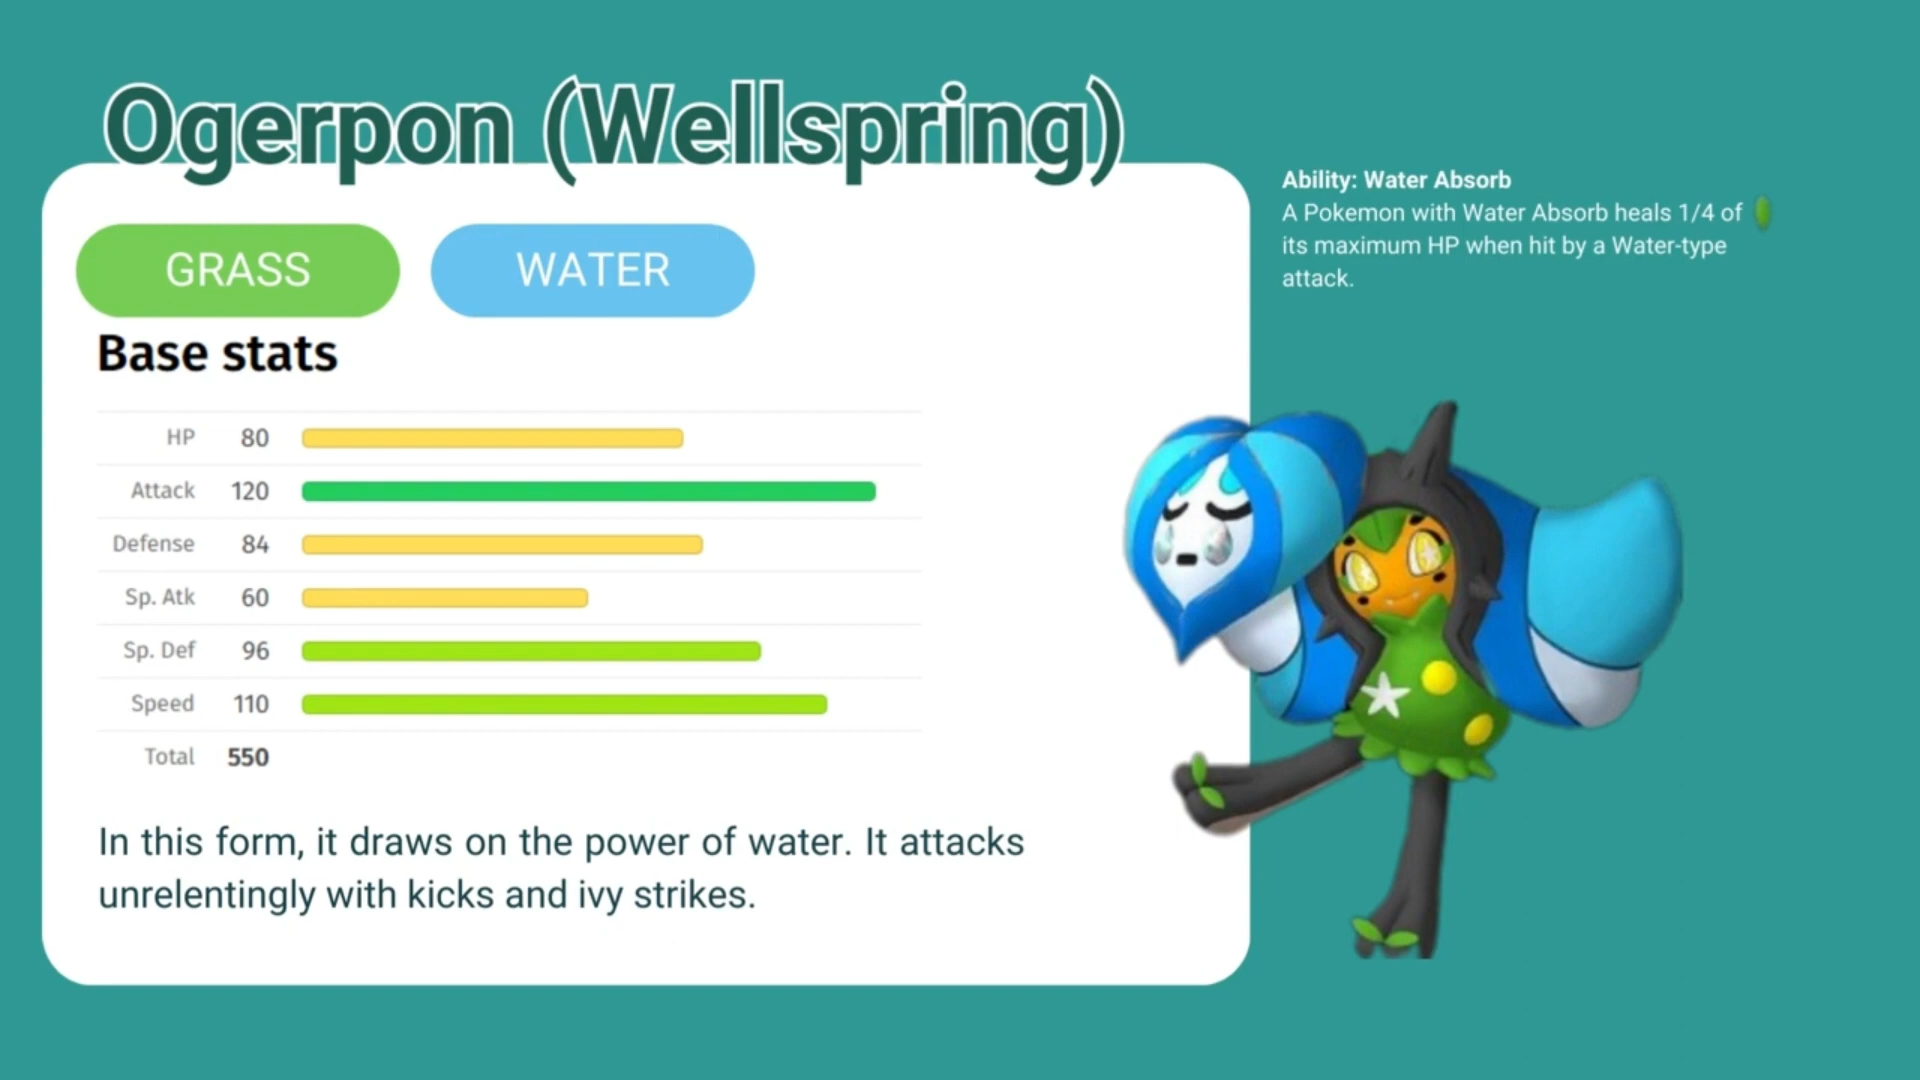 Ogerpon (Wellspring)
GRASS WATER
Base stats
HP 80
Attack 120
Defense 84
Sp. Atk 60
Sp. Def 96
Speed 110
Total 550
In this form, it draws on the power of water. It attacks
unrelentingly with kicks and ivy strikes.
Ability: Water Absorb
A Pokemon with Water Absorb heals 1/4 of
its maximum HP when hit by a Water-type
attack.